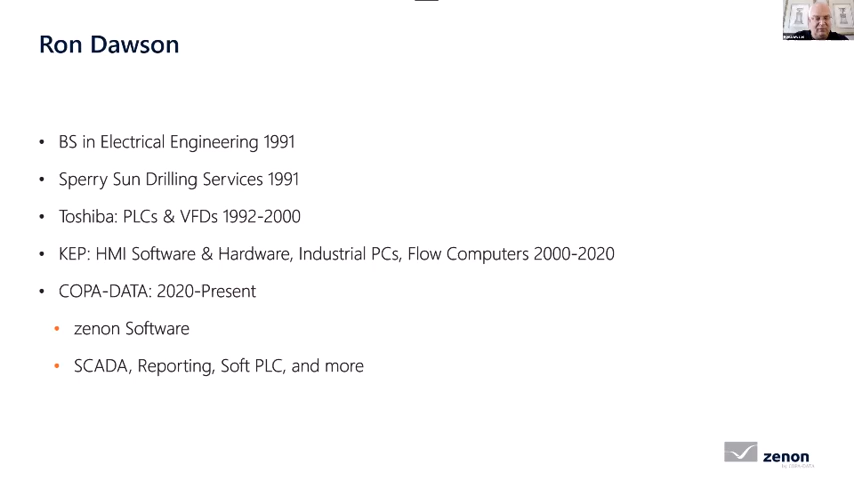 Ron Dawson
• BS in Electrical Engineering 1991
• Sperry Sun Drilling Services 1991
• Toshiba: PLCs & VFDs 1992-2000
• KEP: HMI Software & Hardware, Industrial PCs, Flow Computers 2000-2020
• COPA-DATA: 2020-Present
• zenon Software
• SCADA, Reporting, Soft PLC, and more
zenon
by COPA-DATA